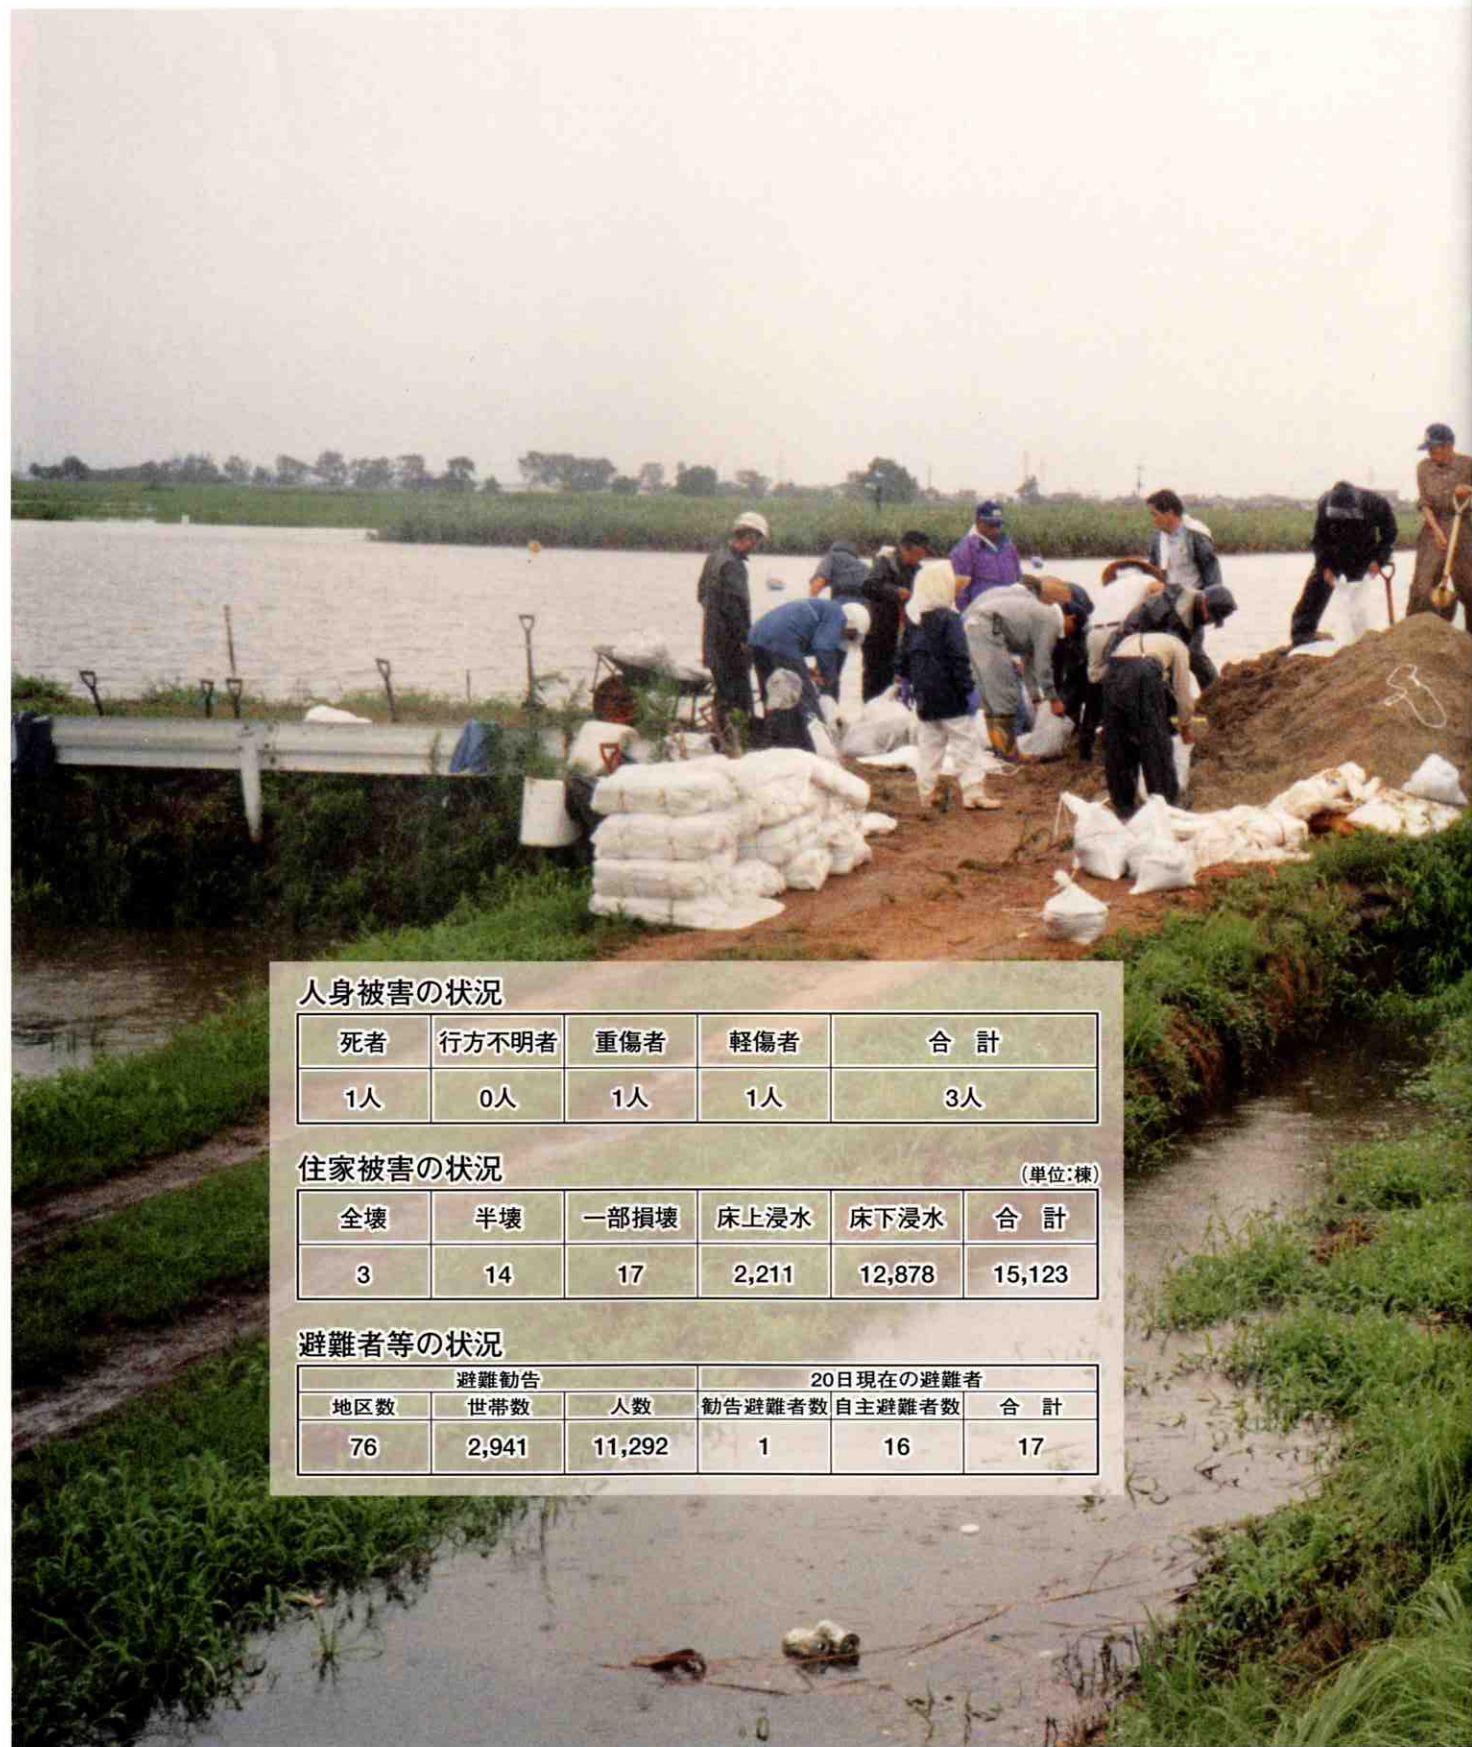 人身被害の状況
死者 行方不明者 重傷者 軽傷者 合 計
1人 0人 1人 1人 3人
住家被害の状況 (単位:棟)
全壊 半壊 一部損壊 床上浸水 床下浸水 合 計
3 14 17 2,211 12,878 15,123
避難者等の状況
避難勧告 20日現在の避難者
地区数 世帯数 人数 勧告避難者数 自主避難者数 合 計
76 2,941 11,292 1 16 17